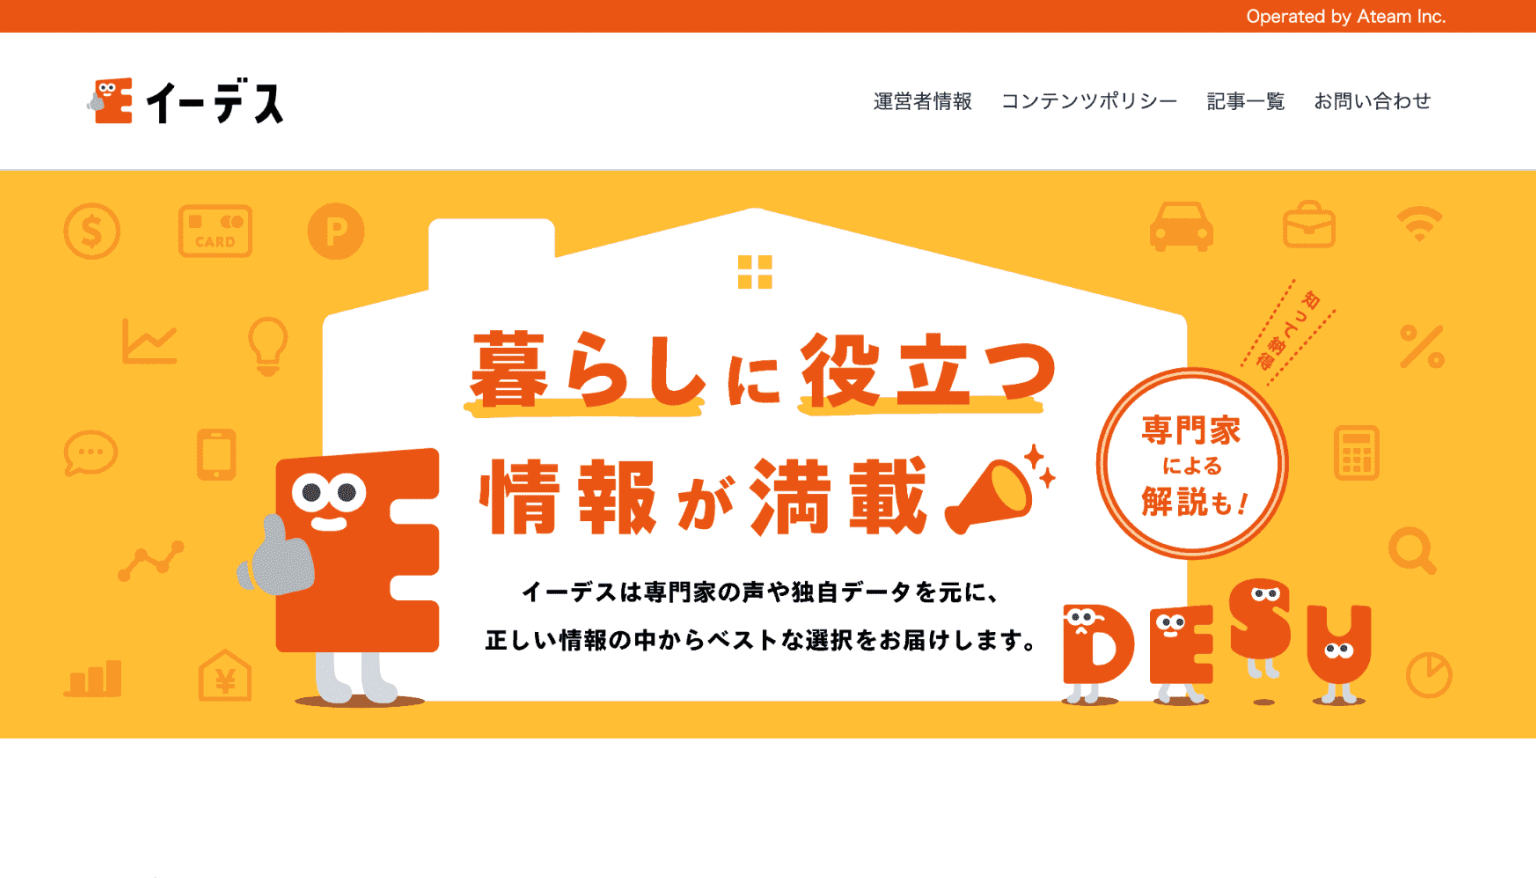 Operated by Ateam Inc.
イーデス
運営者情報 コンテンツポリシー 記事一覧 お問い合わせ
$
CARD
P
暮らしに役立つ
情報が満載
知って納得
専門家
による
解説も!
イーデスは専門家の声や独自データを元に、
正しい情報の中からベストな選択をお届けします。
%
¥
E
DESU